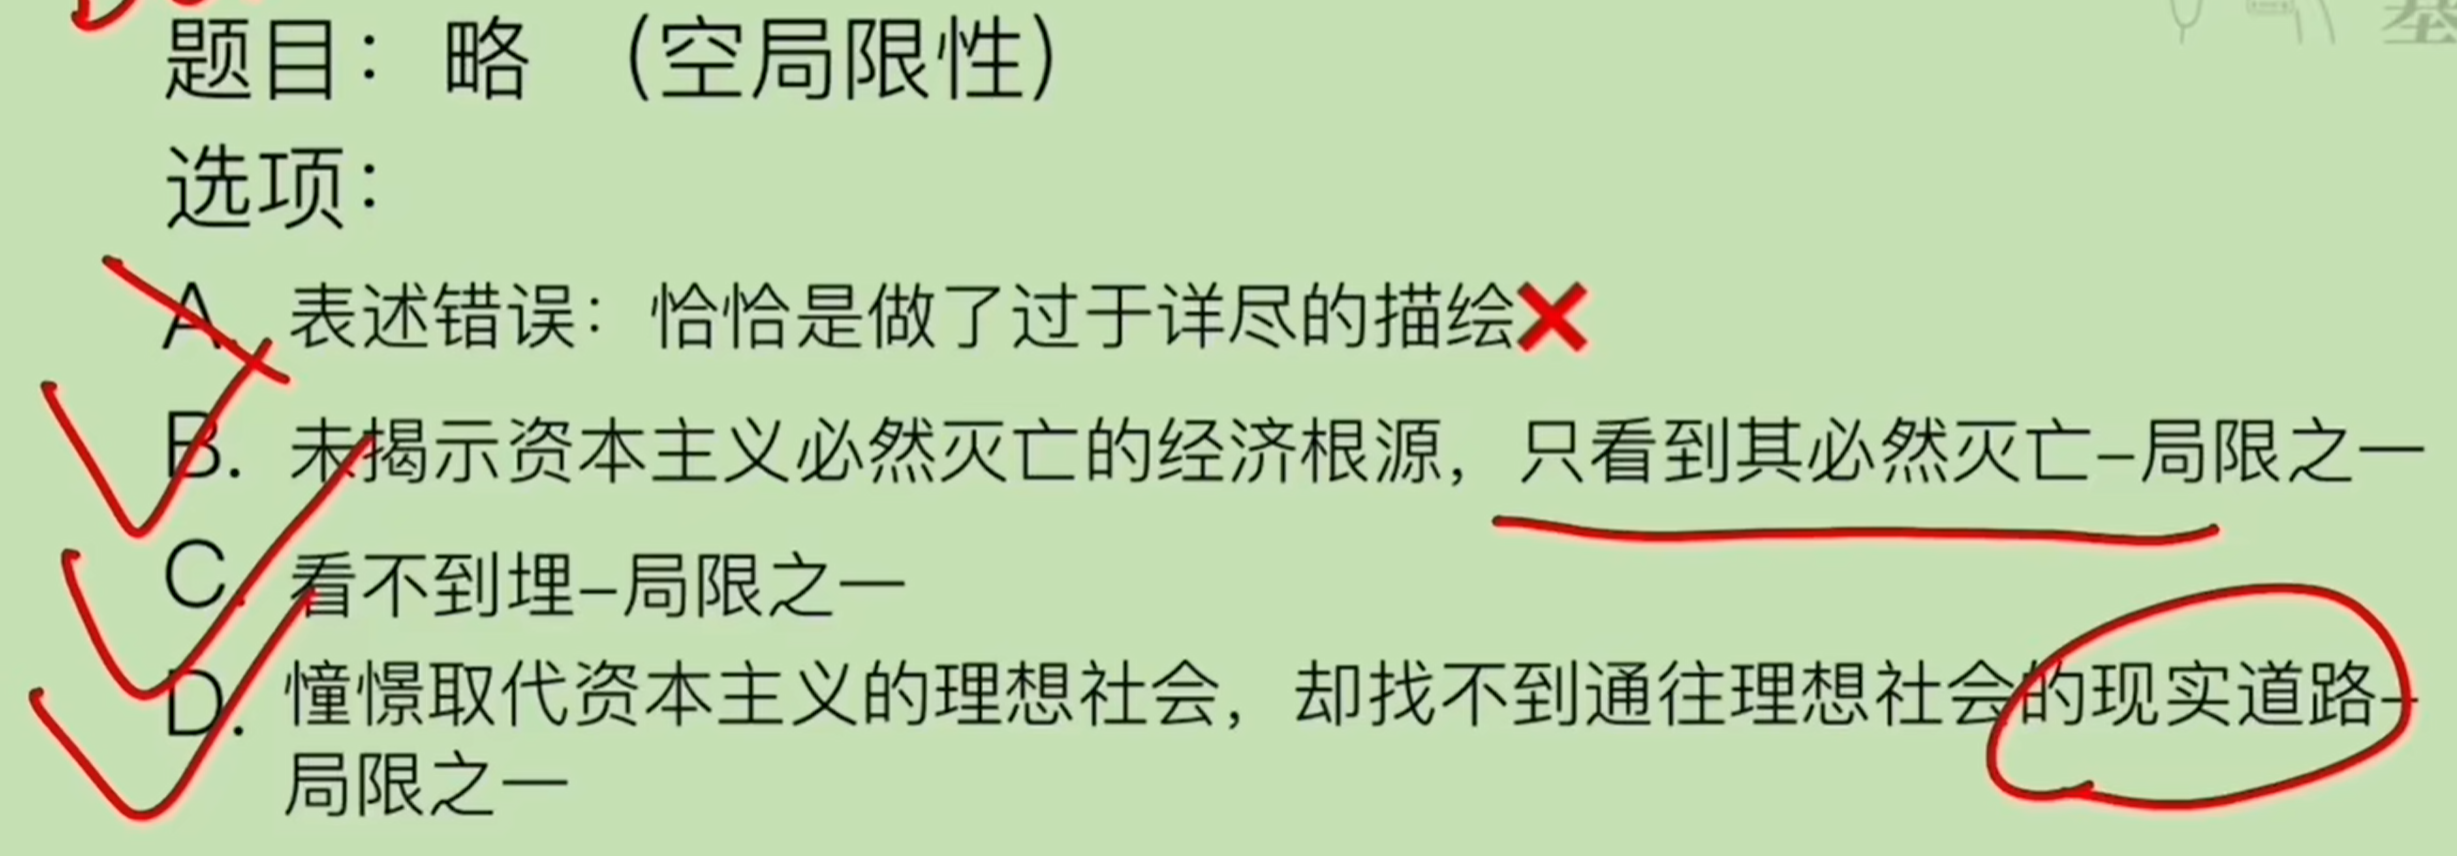 题目：略 （空局限性）
选项：
A. 表述错误：恰恰是做了过于详尽的描绘❌
B. 未揭示资本主义必然灭亡的经济根源，只看到其必然灭亡–局限之一
C. 看不到埋–局限之一
D. 憧憬取代资本主义的理想社会，却找不到通往理想社会的现实道路–
局限之一